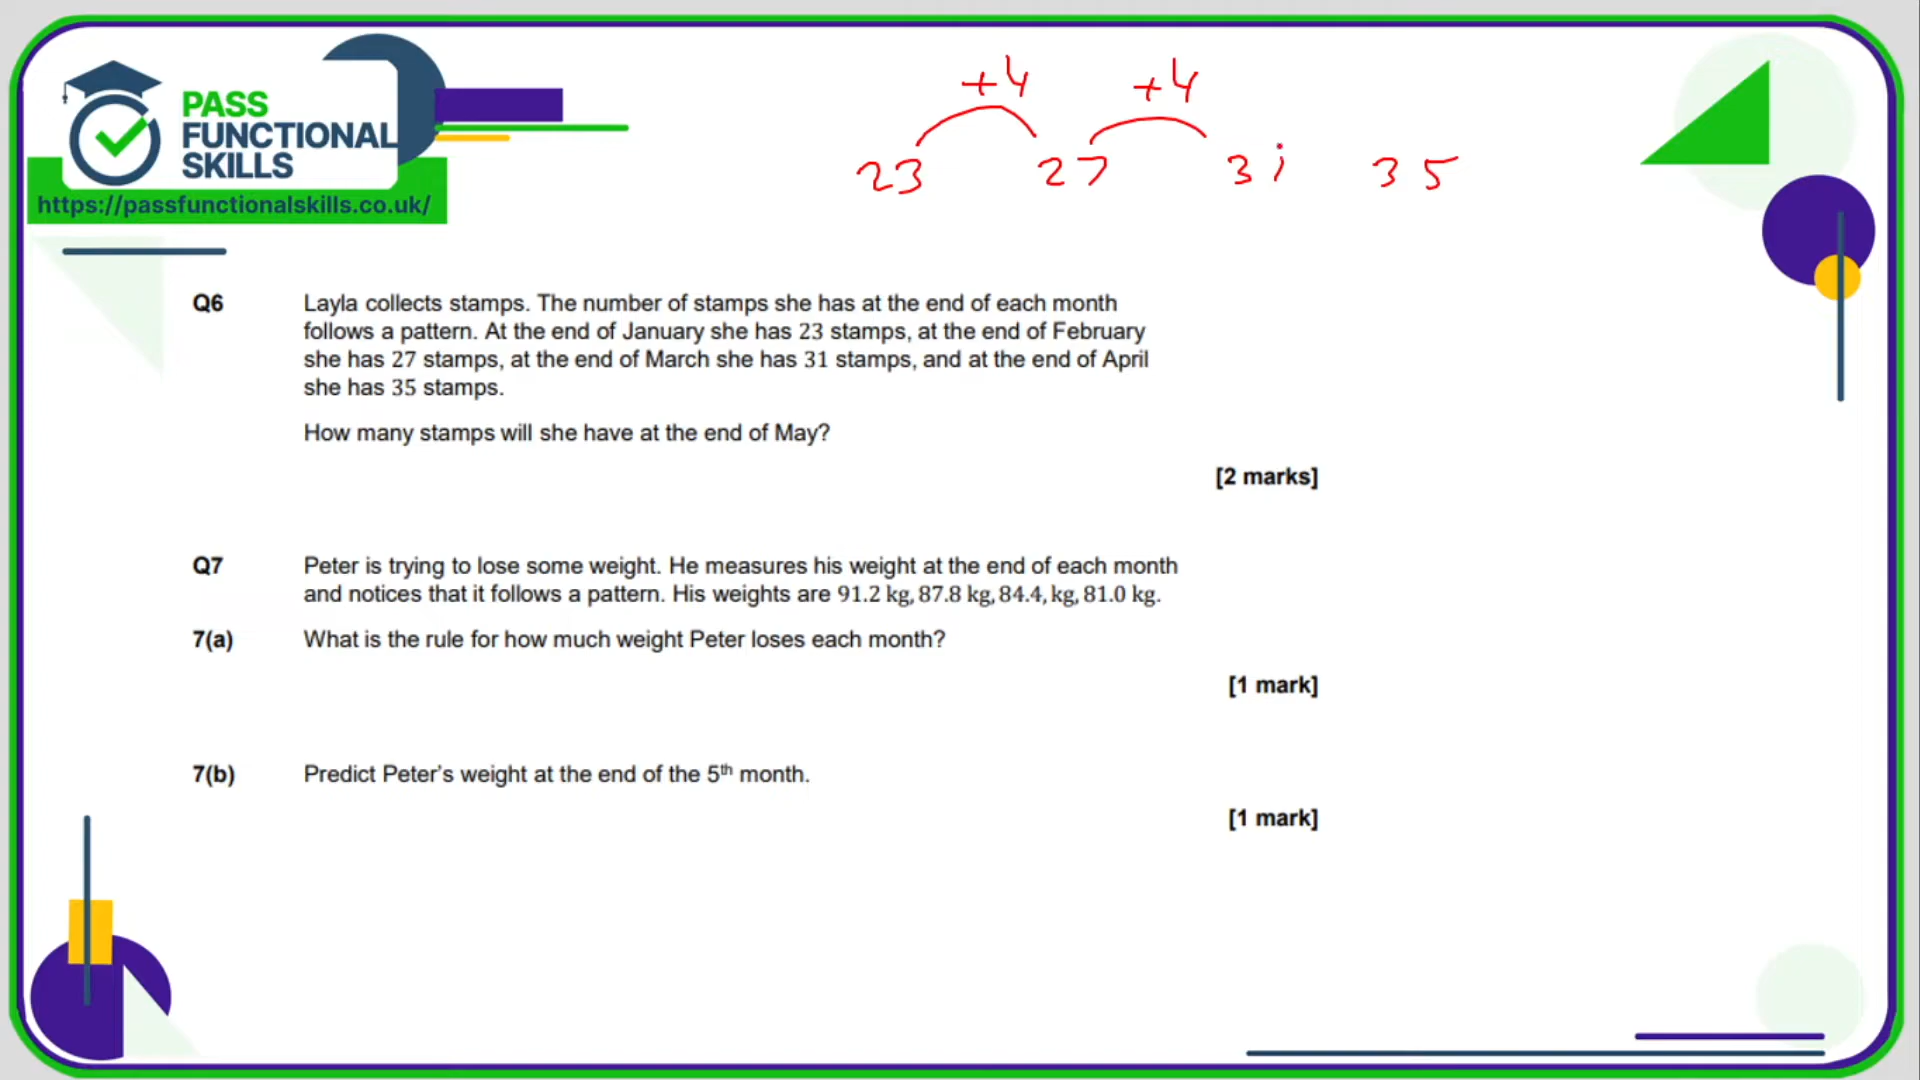 PASS
FUNCTIONAL
SKILLS
https://passfunctionalskills.co.uk/
+4 +4
23 27 31 35
Q6 Layla collects stamps. The number of stamps she has at the end of each month
follows a pattern. At the end of January she has 23 stamps, at the end of February
she has 27 stamps, at the end of March she has 31 stamps, and at the end of April
she has 35 stamps.
How many stamps will she have at the end of May?
[2 marks]
Q7 Peter is trying to lose some weight. He measures his weight at the end of each month
and notices that it follows a pattern. His weights are 91.2 kg, 87.8 kg, 84.4, kg, 81.0 kg.
7(a) What is the rule for how much weight Peter loses each month?
[1 mark]
7(b) Predict Peter's weight at the end of the 5th month.
[1 mark]